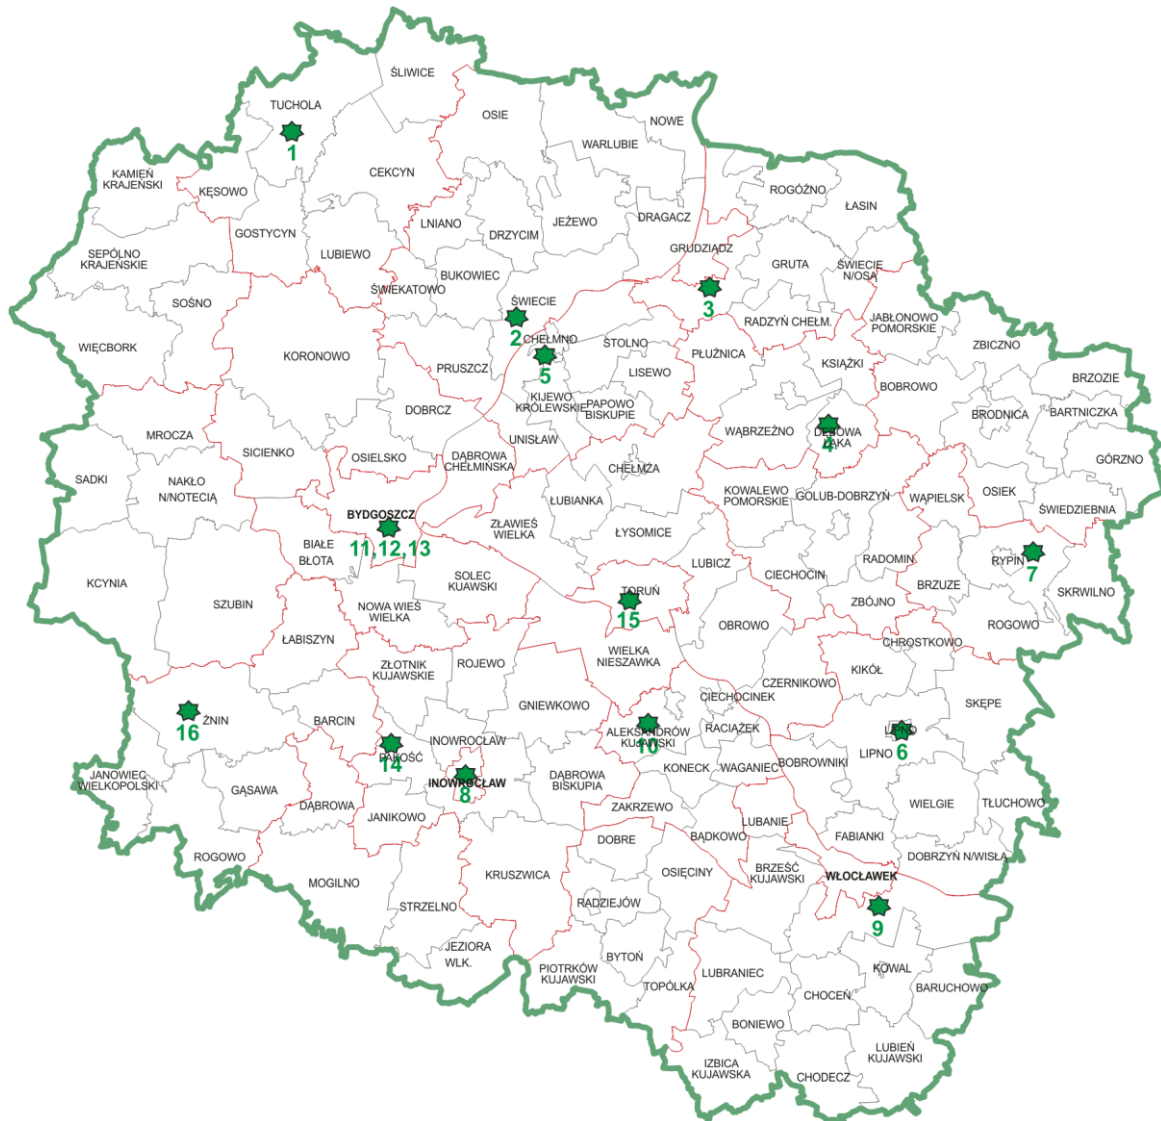 ŚLIWICE
TUCHOLA
1
OSIE
NOWE
WARLUBIE
KAMIEŃ
KRAJEŃSKI
KĘSOWO
CEKCYN
ROGÓŹNO
ŁASIN
GOSTYCYN
LUBIEWO
LNIANO
DRZYCIM
JEŻEWO
DRAGACZ
GRUDZIĄDZ
3
SEPÓLNO
KRAJEŃSKIE
SOŚNO
BUKOWIEC
ŚWIEKATOWO
GRUTA
ŚWIECIE
N/OSĄ
ŚWIECIE
2
RADZYŃ CHEŁM.
JABŁONOWO
POMORSKIE
WIĘCBORK
KORONOWO
PRUSZCZ
CHEŁMNO
5
STOLNO
LISEWO
PŁUŻNICA
KSIĄŻKI
ZBICZNO
BOBROWO
BRZOZIE
DOBRCZ
KIJEWO
KRÓLEWSKIE
PAPOWO
BISKUPIE
BRODNICA
BARTNICZKA
MROCZA
SICIENKO
OSIELSKO
DĄBROWA
CHEŁMIŃSKA
UNISŁAW
WĄBRZEŹNO
DĘBOWA
ŁĄKA
4
GÓRZNO
SADKI
NAKŁO
N/NOTECIĄ
CHEŁMŻA
KOWALEWO
POMORSKIE
GOLUB-DOBRZYŃ
WĄPIELSK
OSIEK
ŚWIEDZIEBNIA
BYDGOSZCZ
11,12,13
ŁUBIANKA
ZŁAWIEŚ
WIELKA
ŁYSOMICE
BIAŁE
BŁOTA
LUBICZ
CIECHOCIN
RADOMIN
RYPIN
7
KCYNIA
SZUBIN
SOLEC
KUAWSKI
TORUŃ
15
BRZUZE
SKRWILNO
NOWA WIEŚ
WIELKA
ZBÓJNO
ŁABISZYN
OBROWO
ROGOWO
CHROSTKOWO
ZŁOTNIK
KUJAWSKIE
ROJEWO
WIELKA
NIESZAWKA
KIKÓŁ
CZERNIKOWO
CIECHOCINEK
SKĘPE
ŻNIN
16
BARCIN
GNIEWKOWO
ALEKSANDRÓW
KUJAWSKI
10
RACIĄŻEK
LIPNO
6
INOWROCŁAW
PAKOŚĆ
14
LIPNO
BOBROWNIKI
JANOWIEC
WIELKOPOLSKI
INOWROCŁAW
8
DĄBROWA
BISKUPIA
KONECK
WAGANIEC
GĄSAWA
DĄBROWA
JANIKOWO
ZAKRZEWO
LUBANIE
WIELGIE
TŁUCHOWO
BĄDKOWO
FABIANKI
DOBRE
ROGOWO
DOBRZYŃ N/WISŁĄ
MOGILNO
KRUSZWICA
OSIĘCINY
BRZEŚĆ
KUJAWSKI
WŁOCŁAWEK
9
STRZELNO
RADZIEJÓW
JEZIORA
WLK.
BYTOŃ
PIOTRKÓW
KUJAWSKI
TOPÓLKA
LUBRANIEC
KOWAL
CHOCEŃ
BARUCHOWO
BONIEWO
LUBIEŃ
KUJAWSKI
IZBICA
KUJAWSKA
CHODECZ